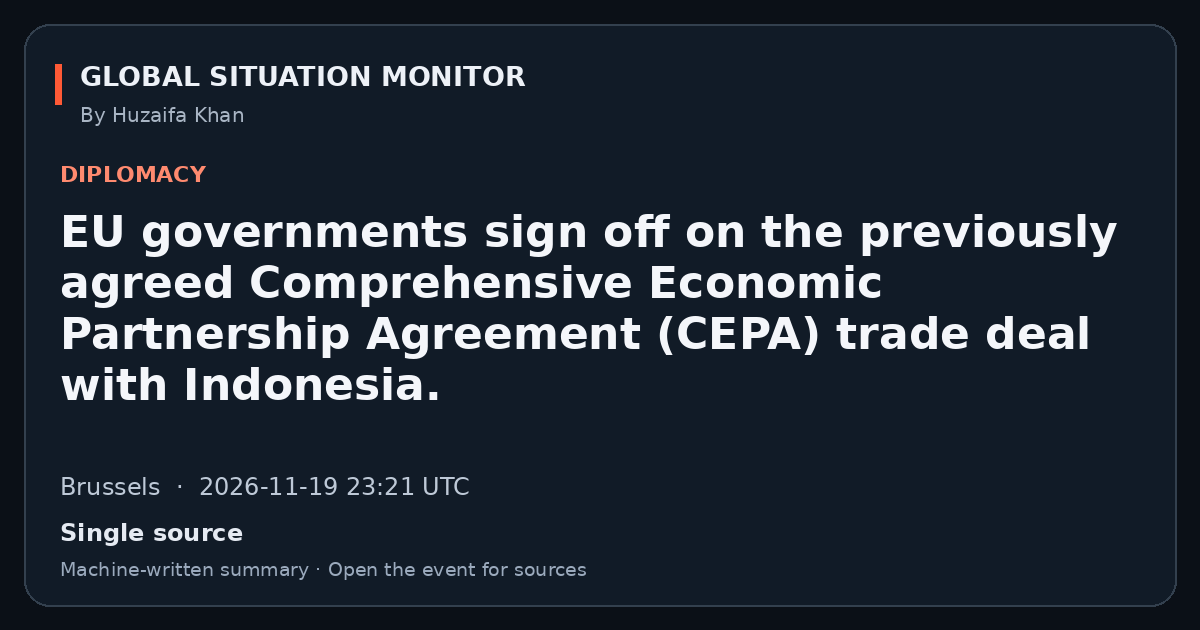 GLOBAL SITUATION MONITOR
By Huzaifa Khan
DIPLOMACY
EU governments sign off on the previously
agreed Comprehensive Economic
Partnership Agreement (CEPA) trade deal
with Indonesia.
Brussels · 2026-11-19 23:21 UTC
Single source
Machine-written summary · Open the event for sources